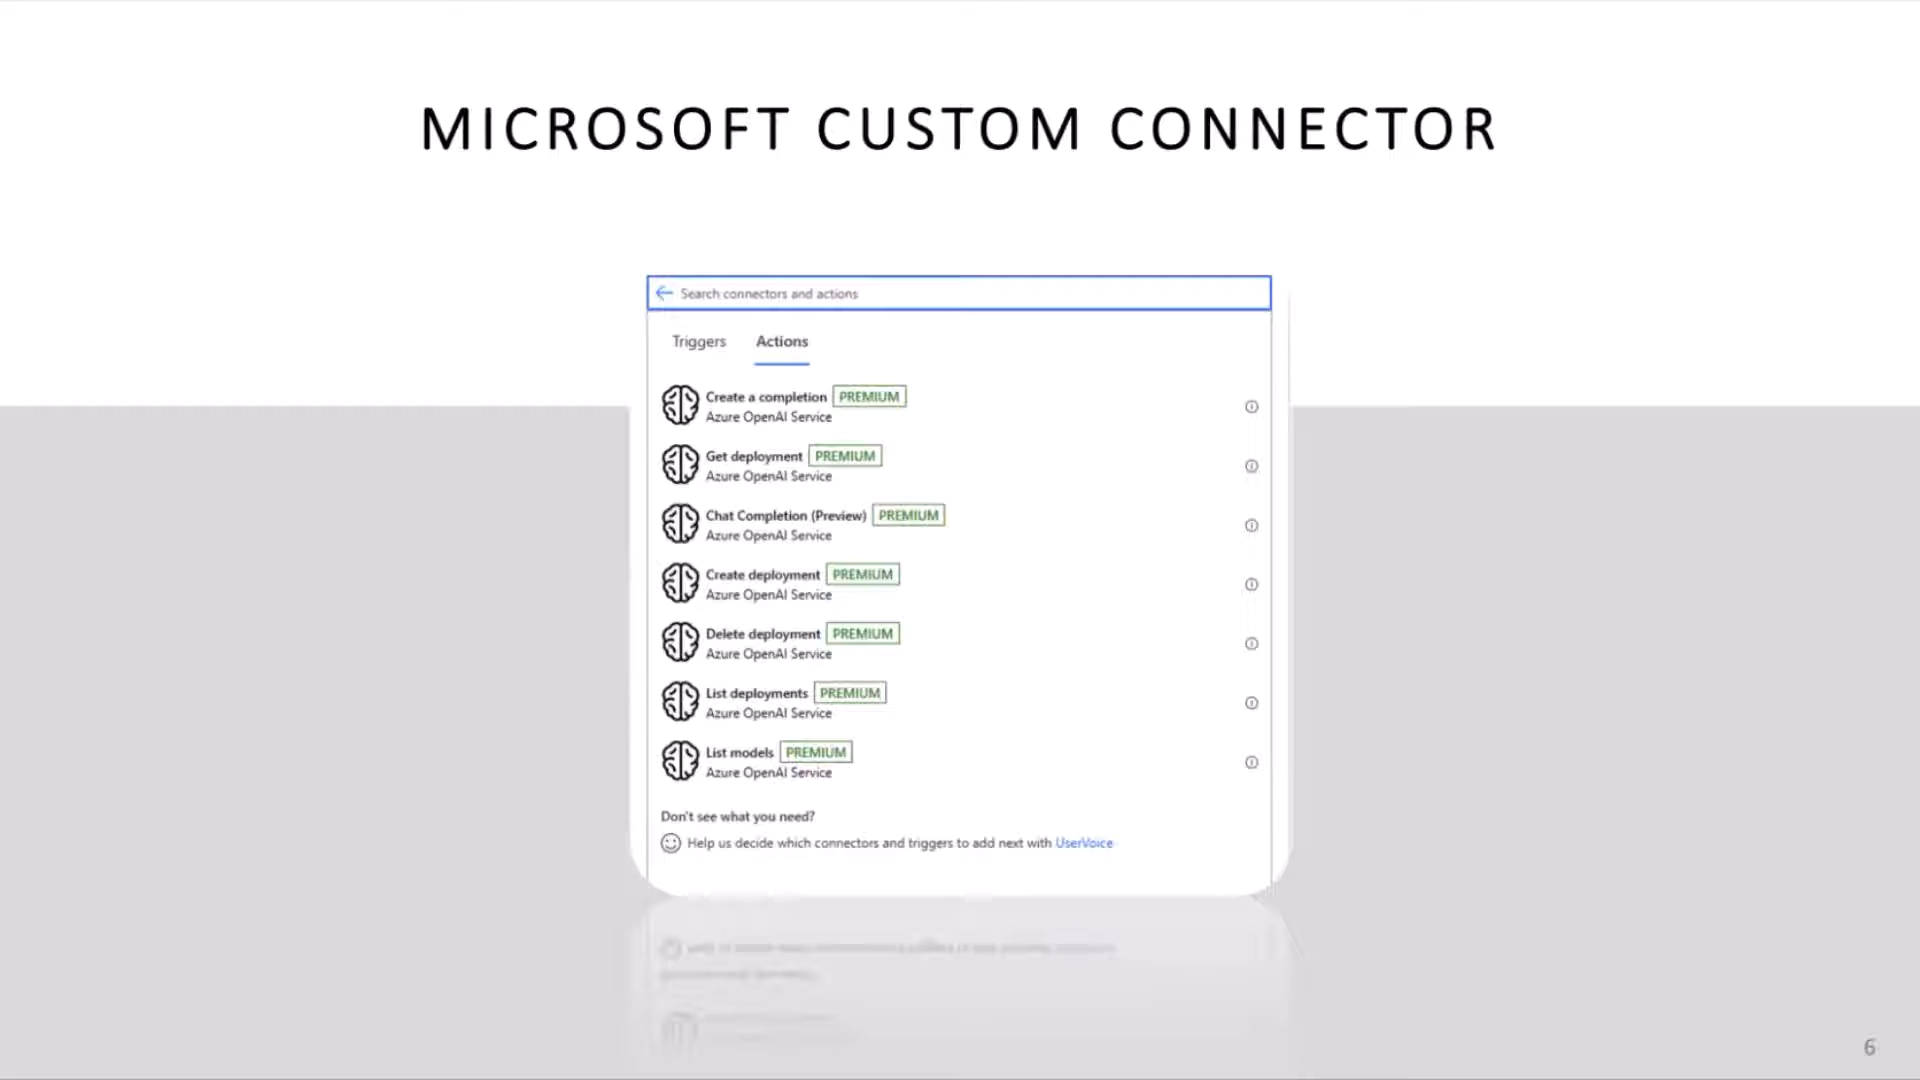 MICROSOFT CUSTOM CONNECTOR
Search connectors and actions
Triggers Actions
Create a completion PREMIUM
Azure OpenAI Service
Get deployment PREMIUM
Azure OpenAI Service
Chat Completion (Preview) PREMIUM
Azure OpenAI Service
Create deployment PREMIUM
Azure OpenAI Service
Delete deployment PREMIUM
Azure OpenAI Service
List deployments PREMIUM
Azure OpenAI Service
List models PREMIUM
Azure OpenAI Service
Don't see what you need?
Help us decide which connectors and triggers to add next with UserVoice
6